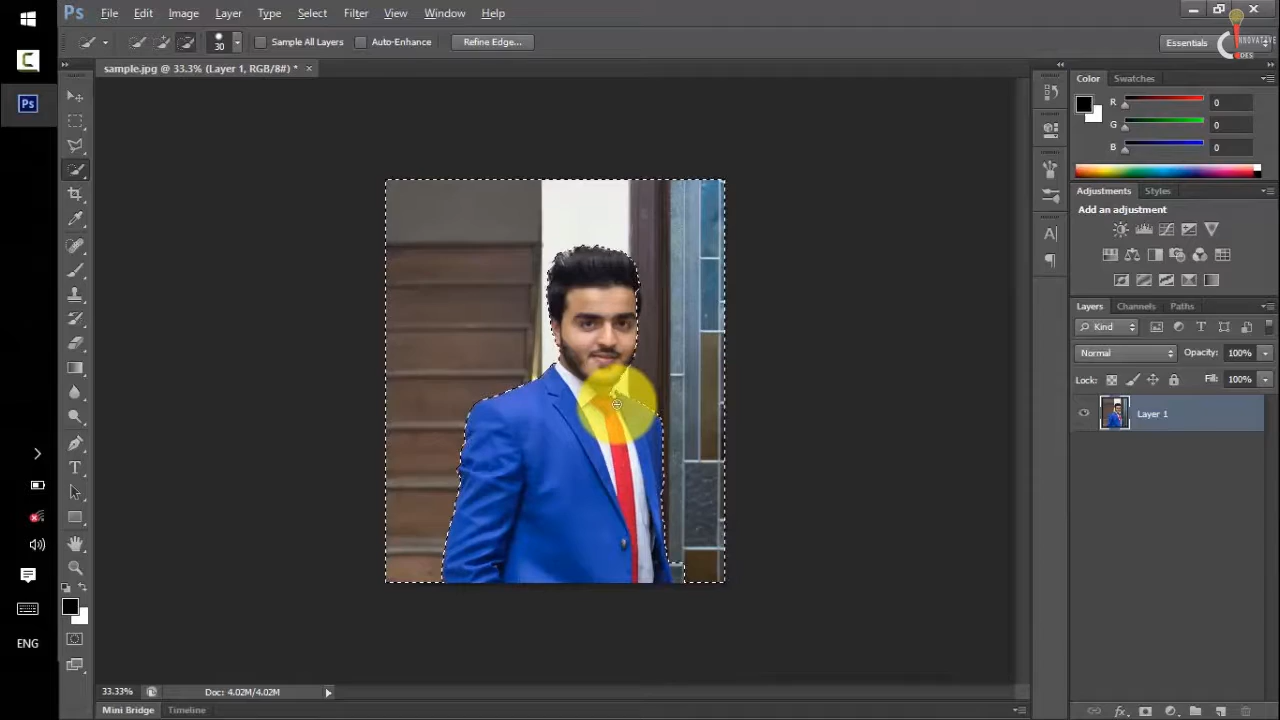 Ps File Edit Image Layer Type Select Filter View Window Help
30 Sample All Layers Auto-Enhance Refine Edge... Essentials
sample.jpg @ 33.3% (Layer 1, RGB/8#) * ×
Color Swatches
R 0
G 0
B 0
Adjustments Styles
Add an adjustment
Layers Channels Paths
Kind
Normal Opacity: 100%
Lock: Fill: 100%
Layer 1
Ps
T
ENG
33.33% Doc: 4.02M/4.02M
Mini Bridge Timeline